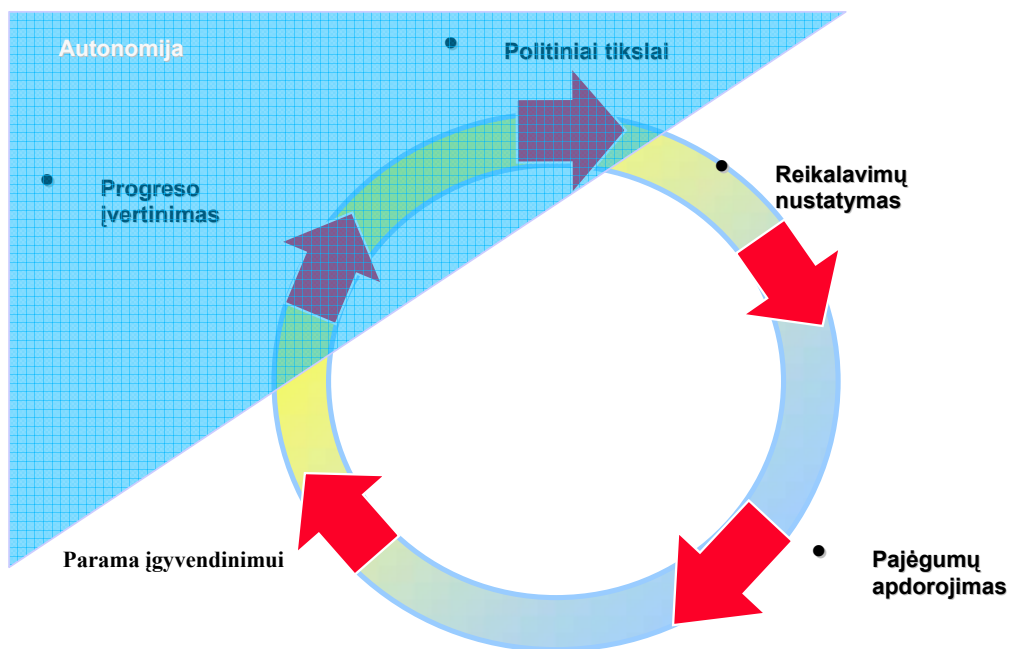 Autonomija
• Politiniai tikslai
• Reikalavimų
nustatymas
• Progreso
įvertinimas
Parama įgyvendinimui
• Pajėgumų
apdorojimas